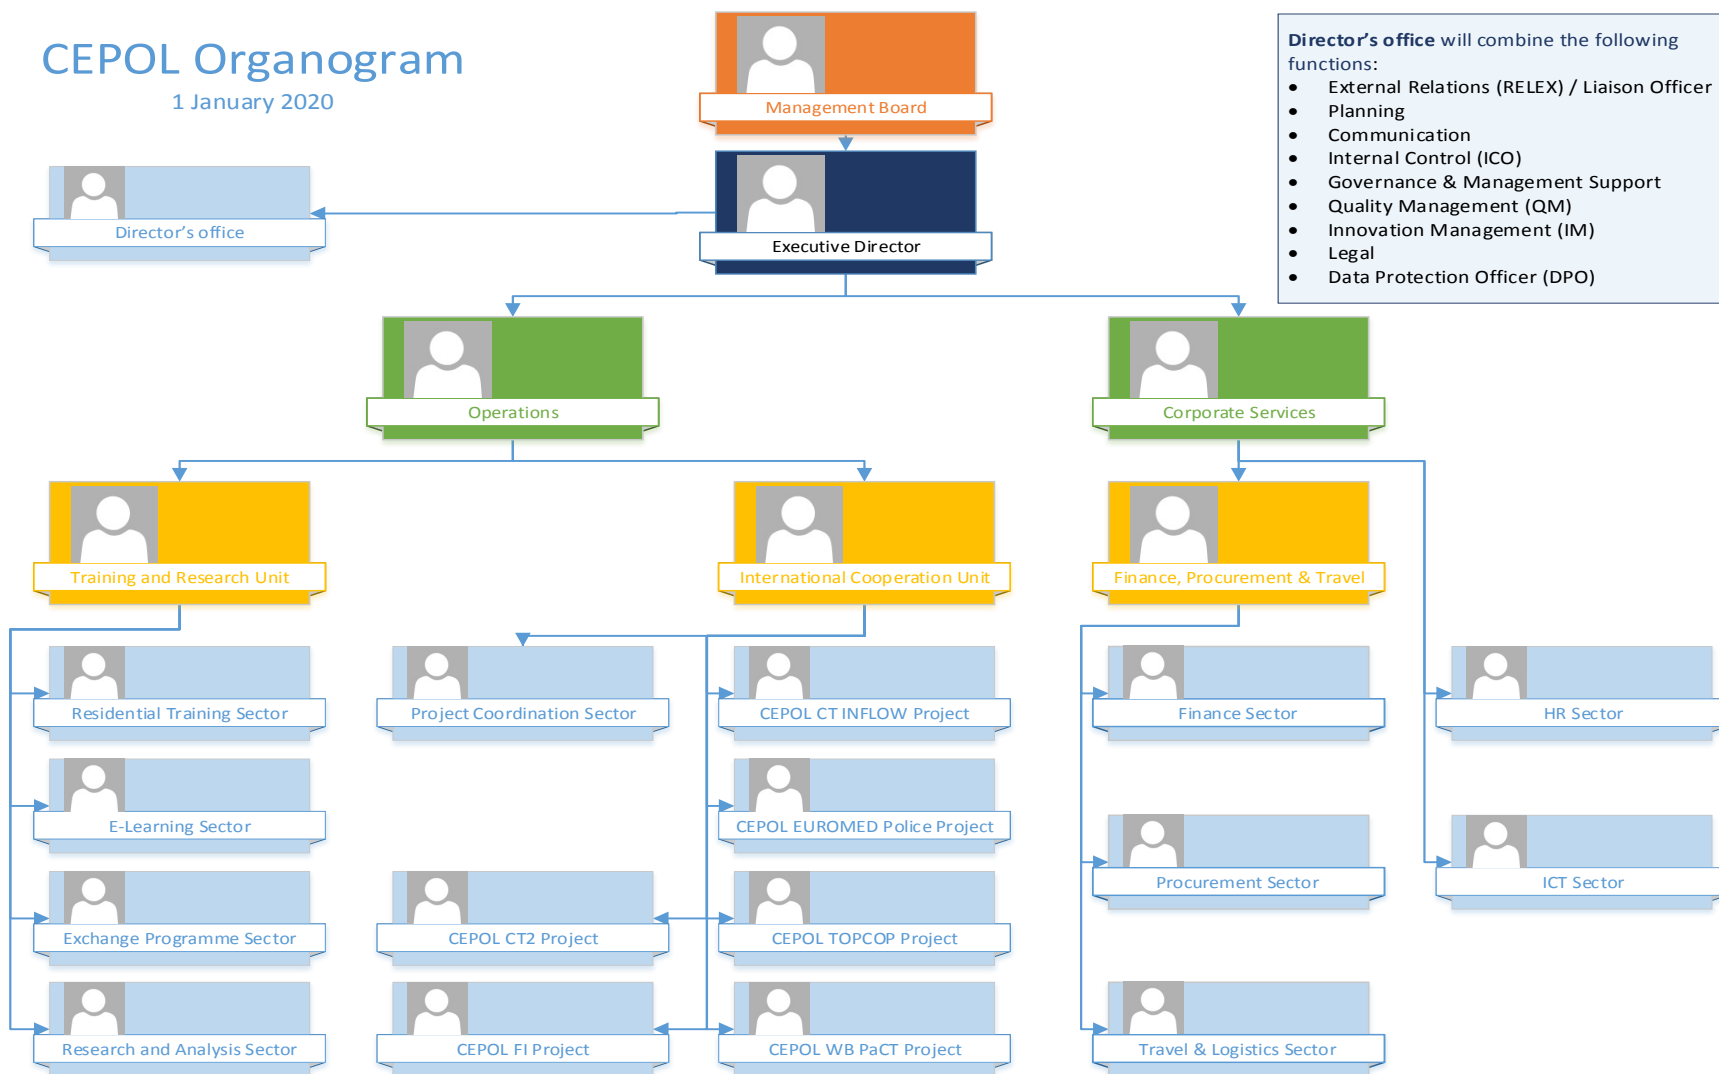 CEPOL Organogram
1 January 2020
Management Board
Director's office will combine the following
functions:
• External Relations (RELEX) / Liaison Officer
• Planning
• Communication
• Internal Control (ICO)
• Governance & Management Support
• Quality Management (QM)
• Innovation Management (IM)
• Legal
• Data Protection Officer (DPO)
Director's office
Executive Director
Operations
Corporate Services
Training and Research Unit
International Cooperation Unit
Finance, Procurement & Travel
Residential Training Sector
Project Coordination Sector
CEPOL CT INFLOW Project
Finance Sector
HR Sector
E-Learning Sector
CEPOL EUROMED Police Project
Procurement Sector
ICT Sector
Exchange Programme Sector
CEPOL CT2 Project
CEPOL TOPCOP Project
Research and Analysis Sector
CEPOL FI Project
CEPOL WB PaCT Project
Travel & Logistics Sector